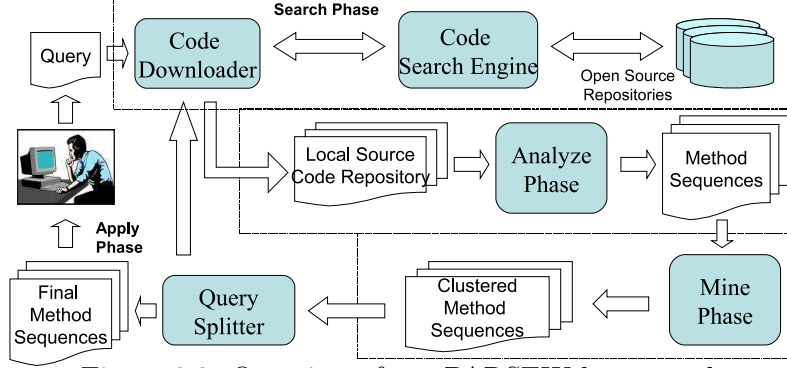 Search Phase
Query
Code
Downloader
Code
Search Engine
Open Source
Repositories
Local Source
Code Repository
Analyze
Phase
Method
Sequences
Apply
Phase
Final
Method
Sequences
Query
Splitter
Clustered
Method
Sequences
Mine
Phase